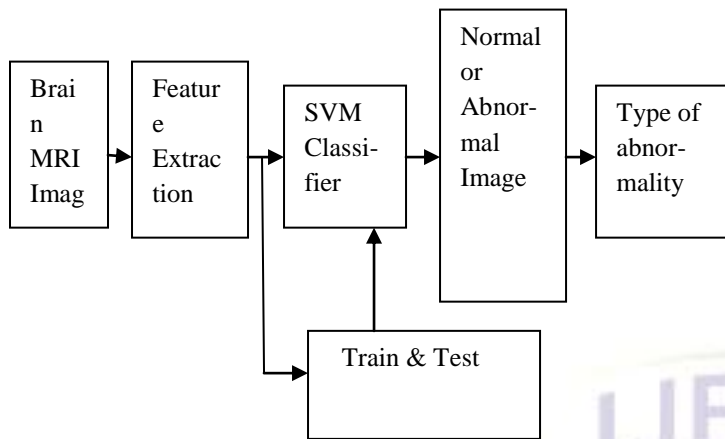 Brai
n
MRI
Imag
Featur
e
Extrac
tion
SVM
Classi-
fier
Normal
or
Abnor-
mal
Image
Type of
abnor-
mality
Train & Test